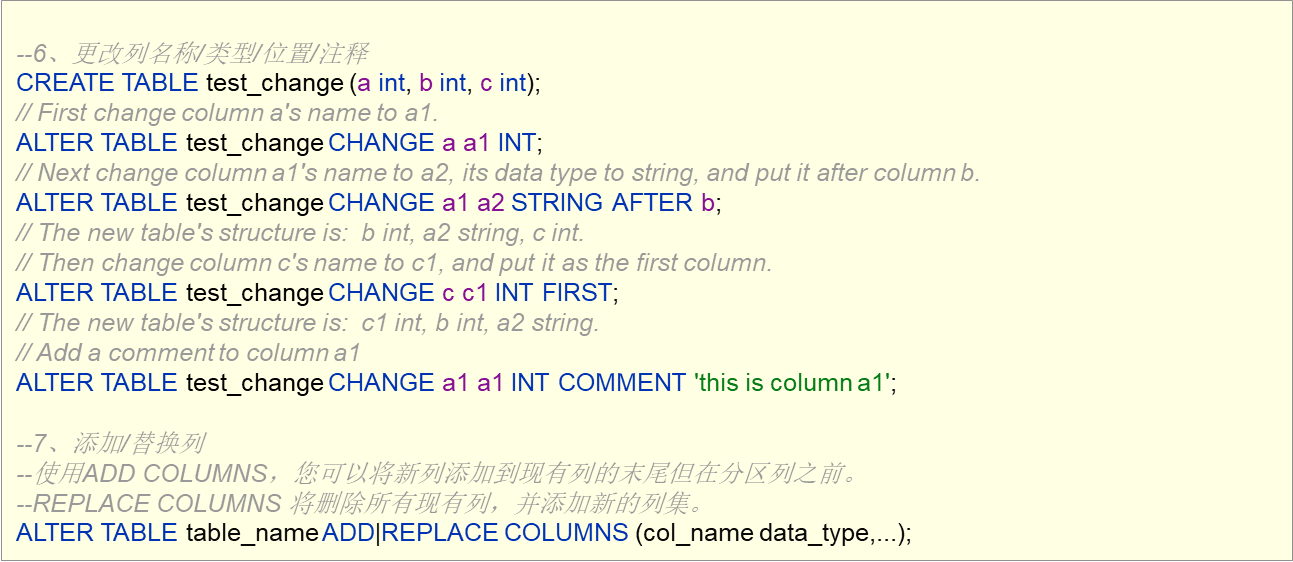 --6、更改列名称/类型/位置/注释
CREATE TABLE test_change (a int, b int, c int);
// First change column a's name to a1.
ALTER TABLE test_change CHANGE a a1 INT;
// Next change column a1's name to a2, its data type to string, and put it after column b.
ALTER TABLE test_change CHANGE a1 a2 STRING AFTER b;
// The new table's structure is:  b int, a2 string, c int.
// Then change column c's name to c1, and put it as the first column.
ALTER TABLE test_change CHANGE c c1 INT FIRST;
// The new table's structure is:  c1 int, b int, a2 string.
// Add a comment to column a1
ALTER TABLE test_change CHANGE a1 a1 INT COMMENT 'this is column a1';
--7、添加/替换列
--使用ADD COLUMNS，您可以将新列添加到现有列的末尾但在分区列之前。
--REPLACE COLUMNS 将删除所有现有列，并添加新的列集。
ALTER TABLE table_name ADD|REPLACE COLUMNS (col_name data_type,...);